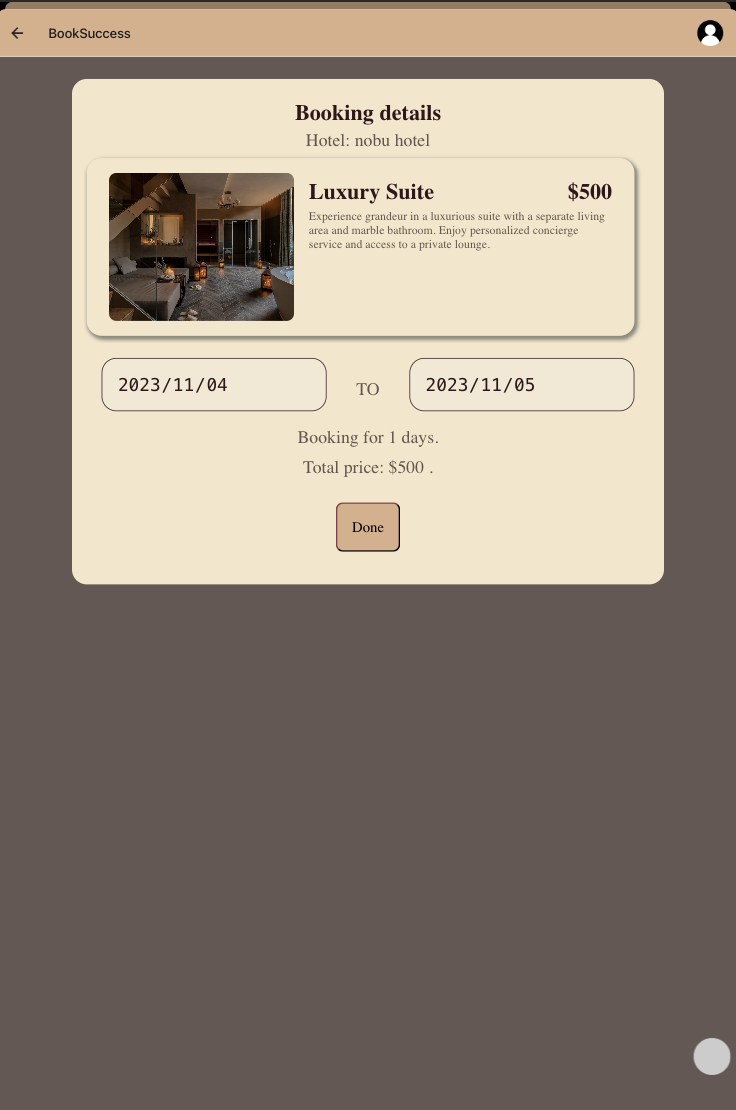 BookSuccess
Booking details
Hotel: nobu hotel
Luxury Suite $500
Experience grandeur in a luxurious suite with a separate living
area and marble bathroom. Enjoy personalized concierge
service and access to a private lounge.
2023/11/04 TO 2023/11/05
Booking for 1 days.
Total price: $500 .
Done